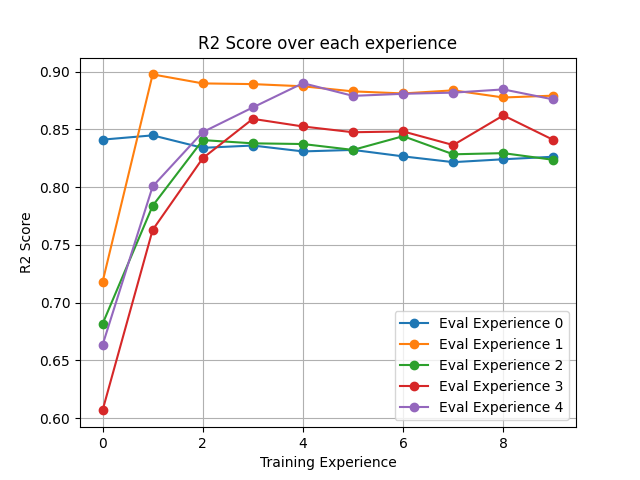 R2 Score over each experience
R2 Score
0.90
0.85
0.80
0.75
0.70
0.65
0.60
Eval Experience 0
Eval Experience 1
Eval Experience 2
Eval Experience 3
Eval Experience 4
0
2
4
6
8
Training Experience